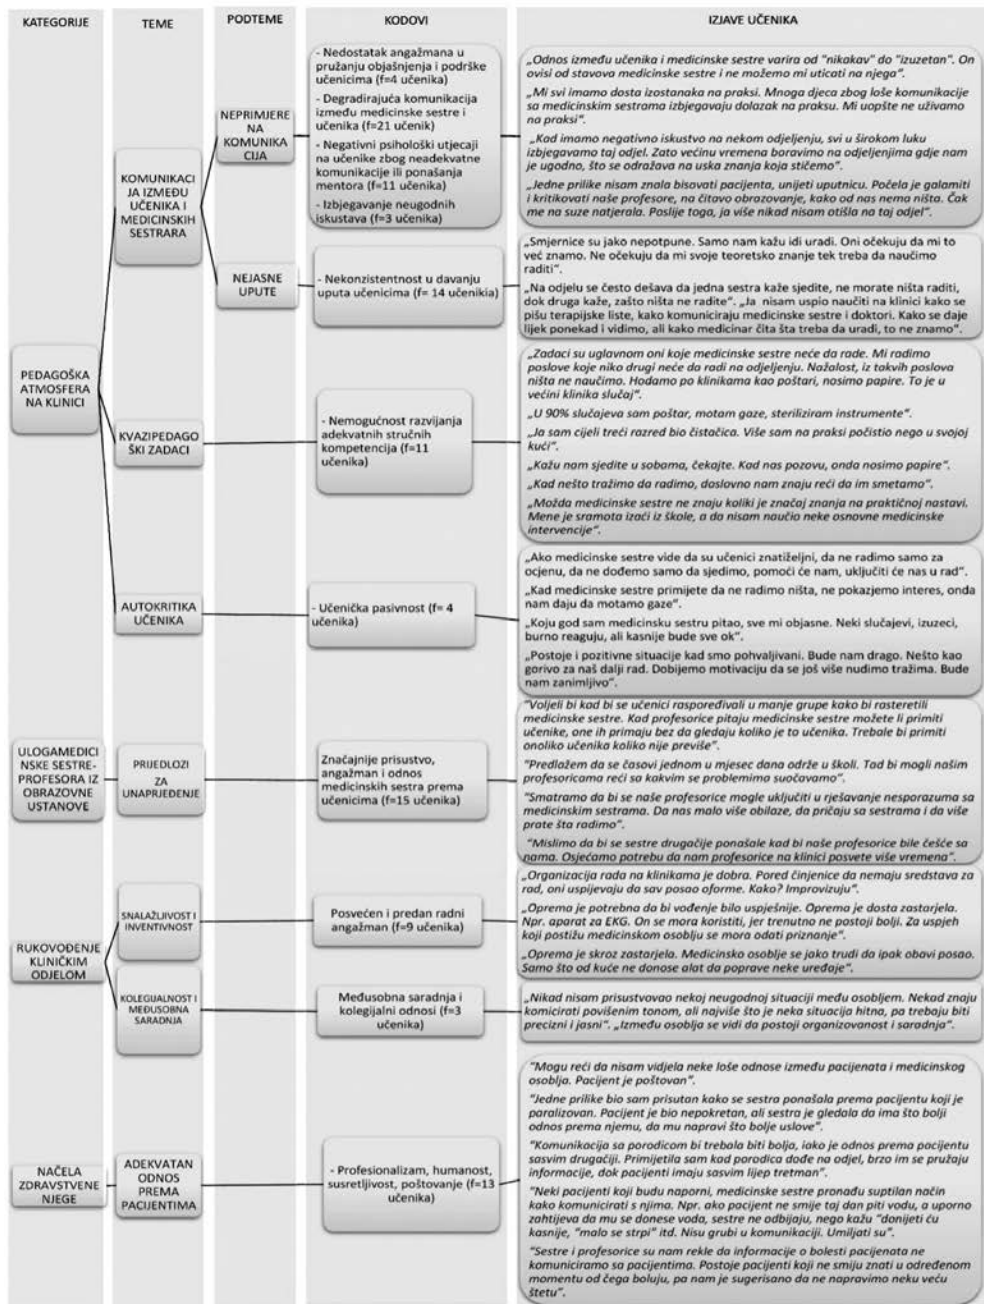 KATEGORIJE
TEME
PODTEME
KODOVI
IZJAVE UČENIKA
PEDAGOŠKA
ATMOSFERA
NA KLINICI
KOMUNIKACI
JA IZMEĐU
UČENIKA I
MEDICINSKIH
SESTRARA
NEPRIMJERE
NA
KOMUNIKA
CIJA
- Nedostatak angažmana u
pružanju objašnjenja i podrške
učenicima (f=4 učenika)
- Degradirajuća komunikacija
između medicinske sestre i
učenika (f=21 učenik)
- Negativni psihološki utjecaji
na učenike zbog neadekvatne
komunikacije ili ponašanja
mentora (f=11 učenika)
- Izbjegavanje neugodnih
iskustava (f=3 učenika)
„Odnos između učenika i medicinske sestre varira od "nikakav" do "izuzetan". On
ovisi od stavova medicinske sestre i ne možemo mi uticati na njega“.
„Mi svi imamo dosta izostanaka na praksi. Mnoga djeca zbog loše komunikacije
sa medicinskim sestrama izbjegavaju dolazak na praksu. Mi uopšte ne uživamo
na praksi“.
„Kad imamo negativno iskustvo na nekom odjeljenju, svi u širokom luku
izbjegavamo taj odjel. Zato većinu vremena boravimo na odjeljenjima gdje nam
je ugodno, što se odražava na uska znanja koja stičemo“.
„Jedne prilike nisam znala bisovati pacijenta, unijeti uputnicu. Počela je galamiti
i kritikovati naše profesore, na čitavo obrazovanje, kako od nas nema ništa. Čak
me na suze natjerala. Poslije toga, ja više nikad nisam otišla na taj odjel“.
NEJASNE
UPUTE
- Nekonzistentnost u davanju
uputa učenicima (f= 14 učenikia)
„Smjernice su jako nepotpune. Samo nam kažu idi uradi. Oni očekuju da mi to
već znamo. Ne očekuju da mi svoje teoretsko znanje tek treba da naučimo
raditi“.
„Na odjelu se često dešava da jedna sestra kaže sjedite, ne morate ništa raditi,
dok druga kaže, zašto ništa ne radite“. „Ja nisam uspio naučiti na klinici kako se
pišu terapijske liste, kako komuniciraju medicinske sestre i doktori. Kako se daje
lijek ponekad i vidimo, ali kako medicinar čita šta treba da uradi, to ne znamo“.
KVAZIPEDAGO
ŠKI ZADACI
- Nemogućnost razvijanja
adekvatnih stručnih
kompetencija (f=11
učenika)
„Zadaci su uglavnom oni koje medicinske sestre neće da rade. Mi radimo
poslove koje niko drugi neće da radi na odjeljenju. Nažalost, iz takvih poslova
ništa ne naučimo. Hodamo po klinikama kao poštari, nosimo papire. To je u
većini klinika slučaj“.
„U 90% slučajeva sam poštar, motam gaze, steriliziram instrumente“.
„Ja sam cijeli treći razred bio čistačica. Više sam na praksi počistio nego u svojoj
kući“.
„Kažu nam sjedite u sobama, čekajte. Kad nas pozovu, onda nosimo papire“.
„Kad nešto tražimo da radimo, doslovno nam znaju reći da im smetamo“.
„Možda medicinske sestre ne znaju koliki je značaj znanja na praktičnoj nastavi.
Mene je sramota izaći iz škole, a da nisam naučio neke osnovne medicinske
intervencije“.
AUTOKRITIKA
UČENIKA
- Učenička pasivnost (f= 4
učenika)
„Ako medicinske sestre vide da su učenici znatiželjni, da ne radimo samo za
ocjenu, da ne dođemo samo da sjedimo, pomoći će nam, uključiti će nas u rad“.
„Kad medicinske sestre primijete da ne radimo ništa, ne pokazjemo interes, onda
nam daju da motamo gaze“.
„Koju god sam medicinsku sestru pitao, sve mi objasne. Neki slučajevi, izuzeci,
burno reaguju, ali kasnije bude sve ok“.
„Postoje i pozitivne situacije kad smo pohvaljivani. Bude nam drago. Nešto kao
gorivo za naš dalji rad. Dobijemo motivaciju da se još više nudimo tražima. Bude
nam zanimljivo“.
ULOGAMEDICI
NSKE SESTRE-
PROFESORA IZ
OBRAZOVNE
USTANOVE
PRIJEDLOZI
ZA
UNAPRJEĐENJE
Značajnije prisustvo,
angažman i odnos
medicinskih sestra prema
učenicima (f=15 učenika)
"Voljeli bi kad bi se učenici raspoređivali u manje grupe kako bi rasteretili
medicinske sestre. Kad profesorice pitaju medicinske sestre možete li primiti
učenike, one ih primaju bez da gledaju koliko je to učenika. Trebale bi primiti
onoliko učenika koliko nije previše“.
"Predlažem da se časovi jednom u mjesec dana održe u školi. Tad bi mogli našim
profesoricama reći sa kakvim se problemima suočavamo“.
"Smatramo da bi se naše profesorice mogle uključiti u rješavanje nesporazuma sa
medicinskim sestrama. Da nas malo više obilaze, da pričaju sa sestrama i da više
prate šta radimo“.
"Mislimo da bi se sestre drugačije ponašale kad bi naše profesorice bile češće sa
nama. Osjećamo potrebu da nam profesorice na klinici posvete više vremena“.
RUKOVOĐENJE
KLINIČKIM
ODJELOM
SNALAŽLJIVOST I
INVENTIVNOST
Posvećen i predan radni
angažman (f=9 učenika)
„Organizacija rada na klinikama je dobra. Pored činjenice da nemaju sredstava za
rad, oni uspijevaju da sav posao oforme. Kako? Improvizuju“.
„Oprema je potrebna da bi vođenje bilo uspješnije. Oprema je dosta zastarjela.
Npr. aparat za EKG. On se mora koristiti, jer trenutno ne postoji bolji. Za uspjeh
koji postižu medicinskom osoblju se mora odati priznanje“.
„Oprema je skroz zastarjela. Medicinsko osoblje se jako trudi da ipak obavi posao.
Samo što od kuće ne donose alat da poprave neke uređaje“.
KOLEGIJALNOST I
MEĐUSOBNA
SARADNJA
Međusobna saradnja i
kolegijalni odnosi (f=3
učenika)
„Nikad nisam prisustvovao nekoj neugodnoj situaciji među osobljem. Nekad znaju
komicirati povišenim tonom, ali najviše što je neka situacija hitna, pa trebaju biti
precizni i jasni“. „Između osoblja se vidi da postoji organizovanost i saradnja“.
NAČELA
ZDRAVSTVENE
NJEGE
ADEKVATAN
ODNOS
PREMA
PACIJENTIMA
- Profesionalizam, humanost,
susretljivost, poštovanje (f=13
učenika)
"Mogu reći da nisam vidjela neke loše odnose između pacijenata i medicinskog
osoblja. Pacijent je poštovan“.
"Jedne prilike bio sam prisutan kako se sestra ponašala prema pacijentu koji je
paralizovan. Pacijent je bio nepokretan, ali sestra je gledala da ima što bolji
odnos prema njemu, da mu napravi što bolje uslove“.
"Komunikacija sa porodicom bi trebala biti bolja, iako je odnos prema pacijentu
sasvim drugačiji. Primijetila sam kad porodica dođe na odjel, brzo im se pružaju
informacije, dok pacijenti imaju sasvim lijep tretman“.
"Neki pacijenti koji budu naporni, medicinske sestre pronađu suptilan način
kako komunicirati s njima. Npr. ako pacijent ne smije taj dan piti vodu, a uporno
zahtijeva da mu se donese voda, sestre ne odbijaju, nego kažu "donijeti ću
kasnije, "malo se strpi" itd. Nisu grubi u komunikaciji. Umiljati su“.
"Sestre i profesorice su nam rekle da informacije o bolesti pacijenata ne
komuniciramo sa pacijentima. Postoje pacijenti koji ne smiju znati u određenom
momentu od čega boluju, pa nam je sugerisano da ne napravimo neku veću
štetu“.